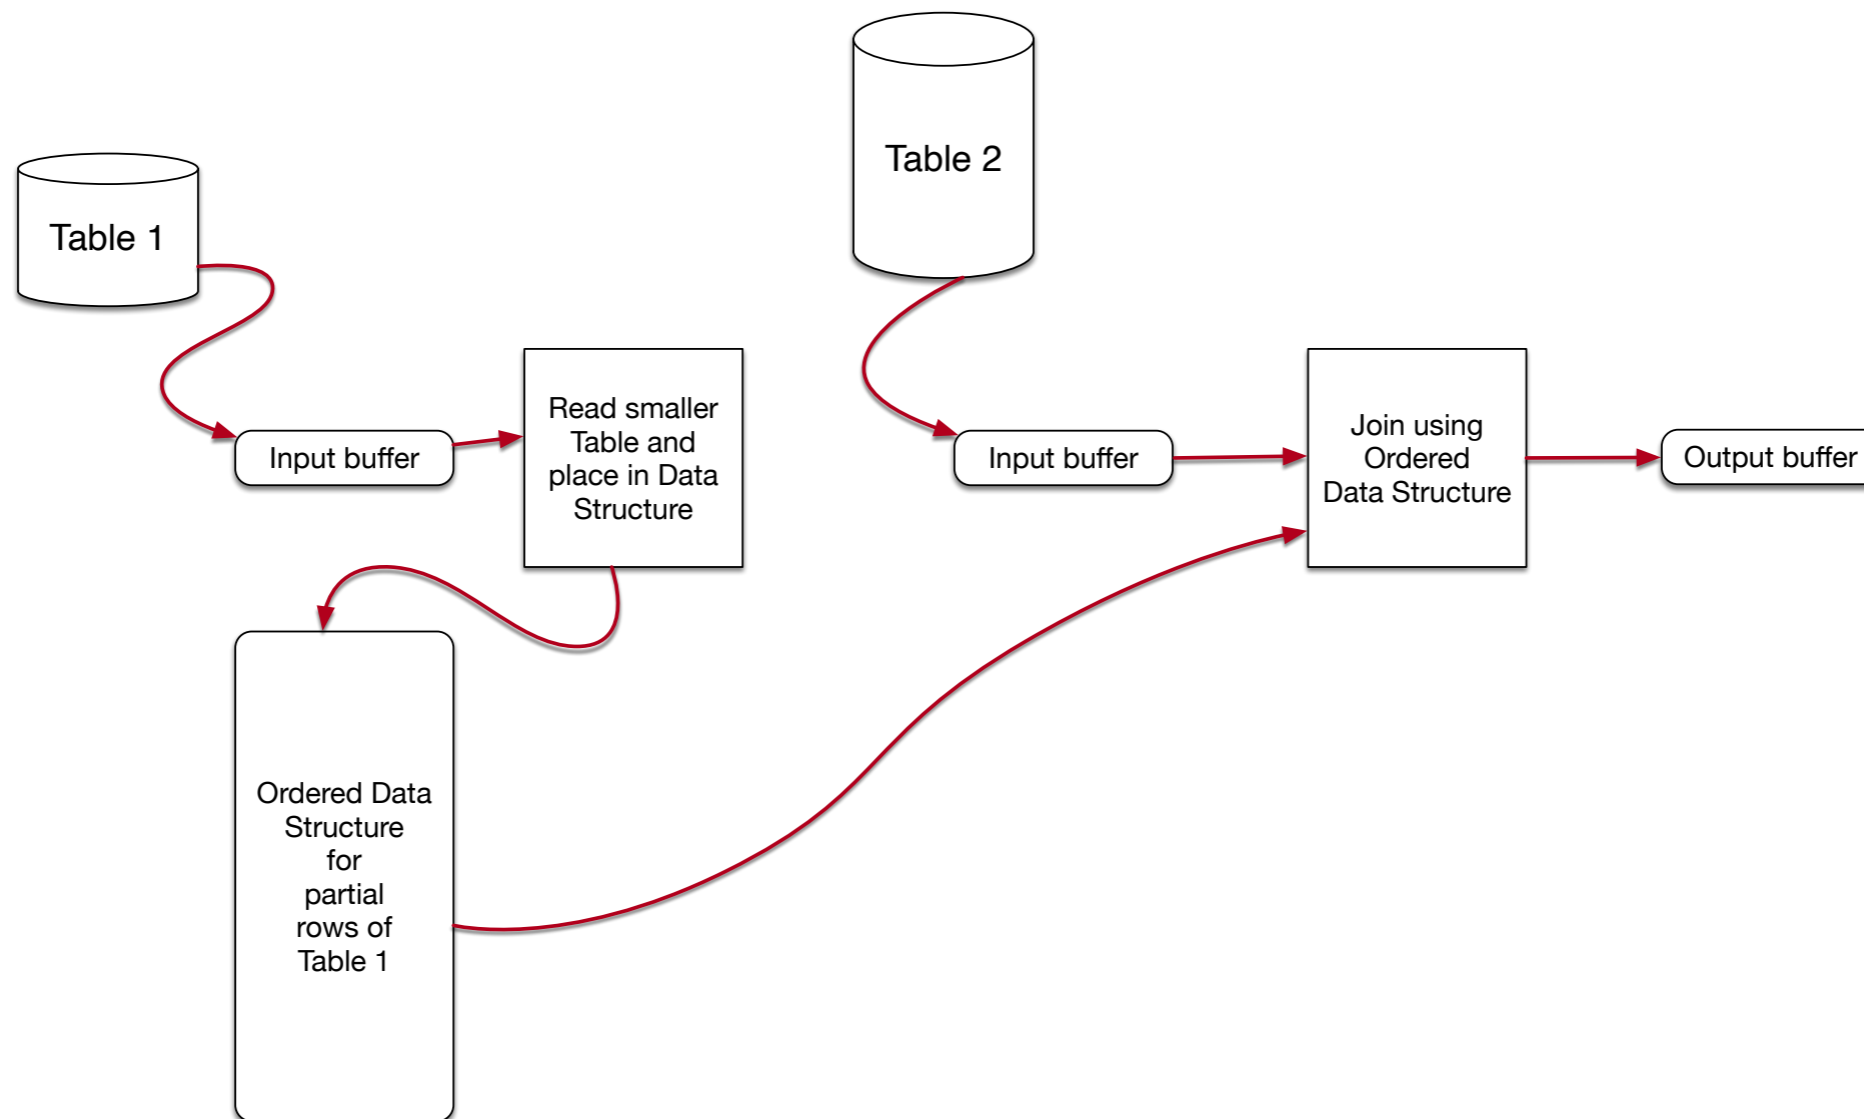 Table 1
Table 2
Input buffer
Read smaller
Table and
place in Data
Structure
Input buffer
Join using
Ordered
Data Structure
Output buffer
Ordered Data
Structure
for
partial
rows of
Table 1